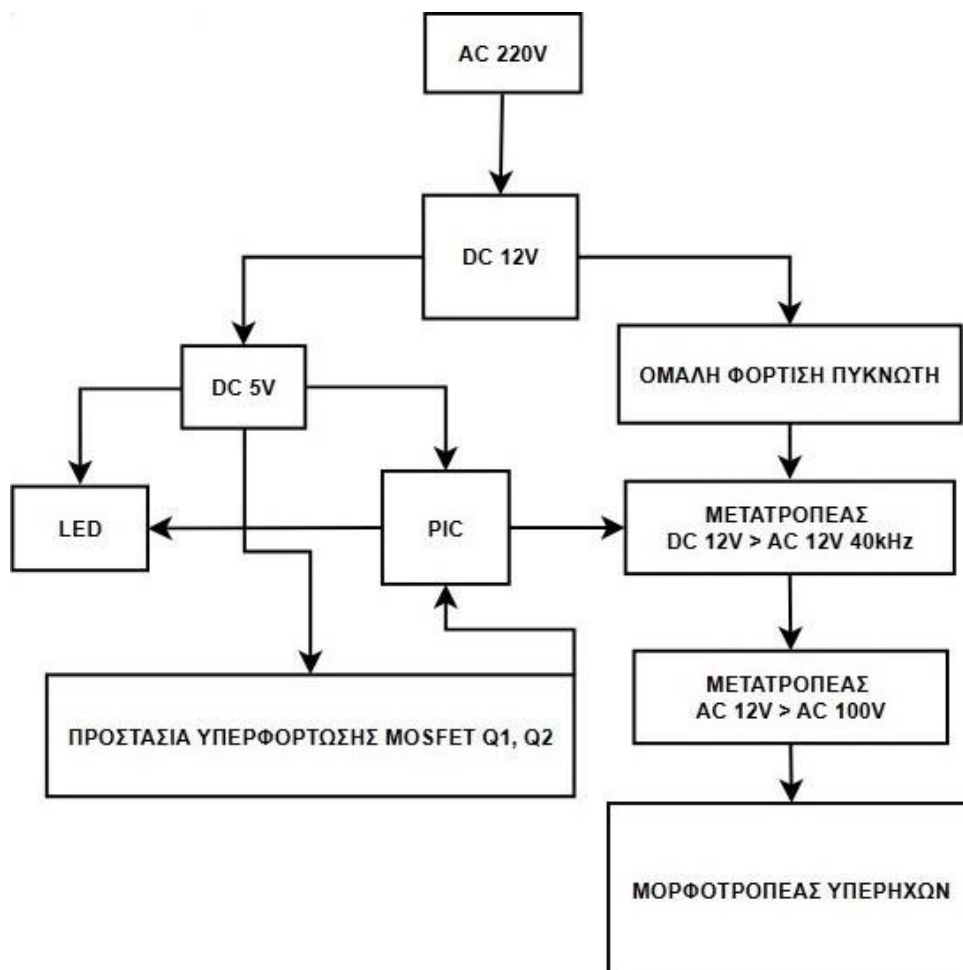 AC 220V
DC 12V
DC 5V
ΟΜΑΛΗ ΦΟΡΤΙΣΗ ΠΥΚΝΩΤΗ
LED
PIC
ΜΕΤΑΤΡΟΠΕΑΣ
DC 12V > AC 12V 40kHz
ΠΡΟΣΤΑΣΙΑ ΥΠΕΡΦΟΡΤΩΣΗΣ MOSFET Q1, Q2
ΜΕΤΑΤΡΟΠΕΑΣ
AC 12V > AC 100V
ΜΟΡΦΟΤΡΟΠΕΑΣ ΥΠΕΡΗΧΩΝ